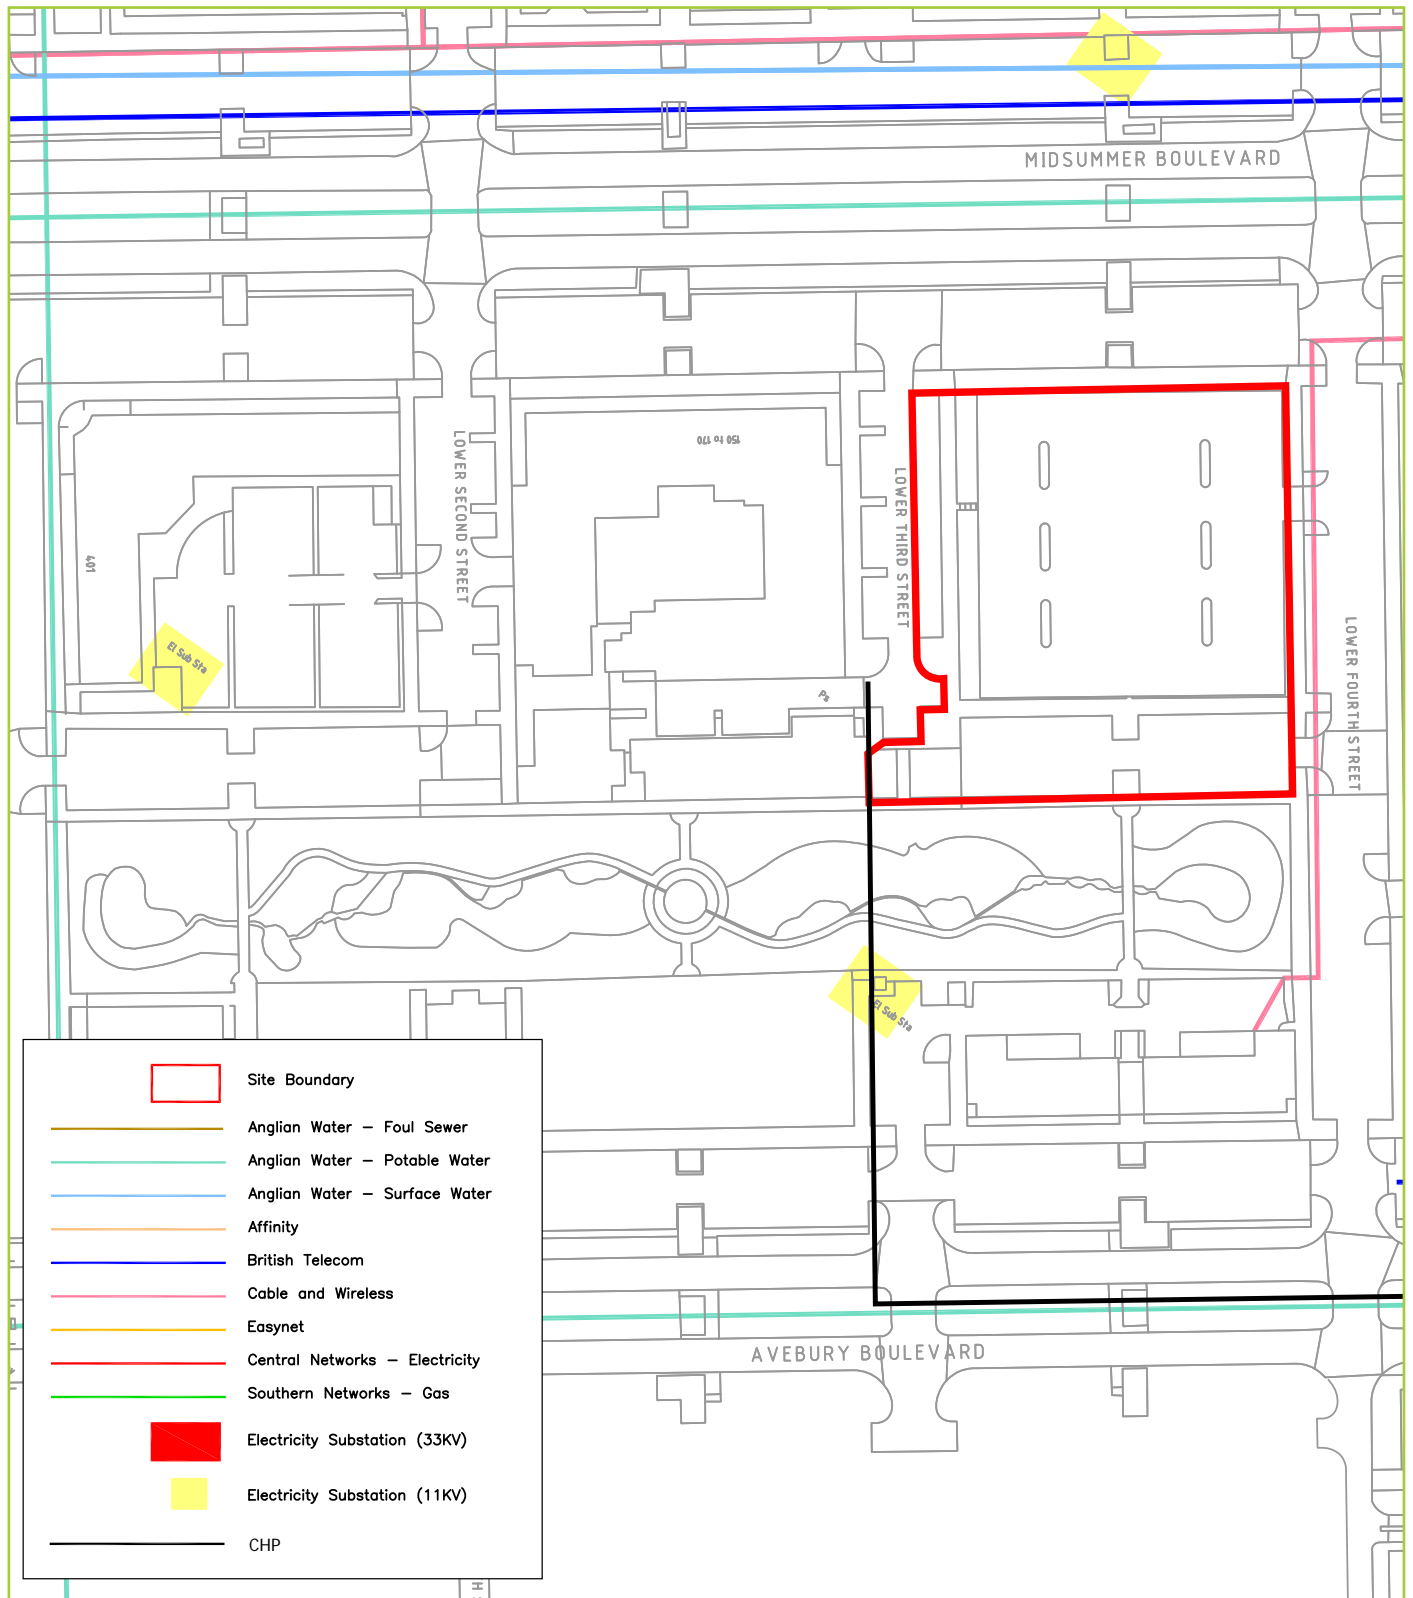 MIDSUMMER BOULEVARD
150 to 170
LOWER SECOND STREET
LOWER THIRD STREET
401
El Sub Sta
LOWER FOURTH STREET
Ps
El Sub Sta
Site Boundary
Anglian Water – Foul Sewer
Anglian Water – Potable Water
Anglian Water – Surface Water
Affinity
British Telecom
Cable and Wireless
Easynet
Central Networks – Electricity
AVEBURY BOULEVARD
Southern Networks – Gas
Electricity Substation (33KV)
Electricity Substation (11KV)
CHP
H